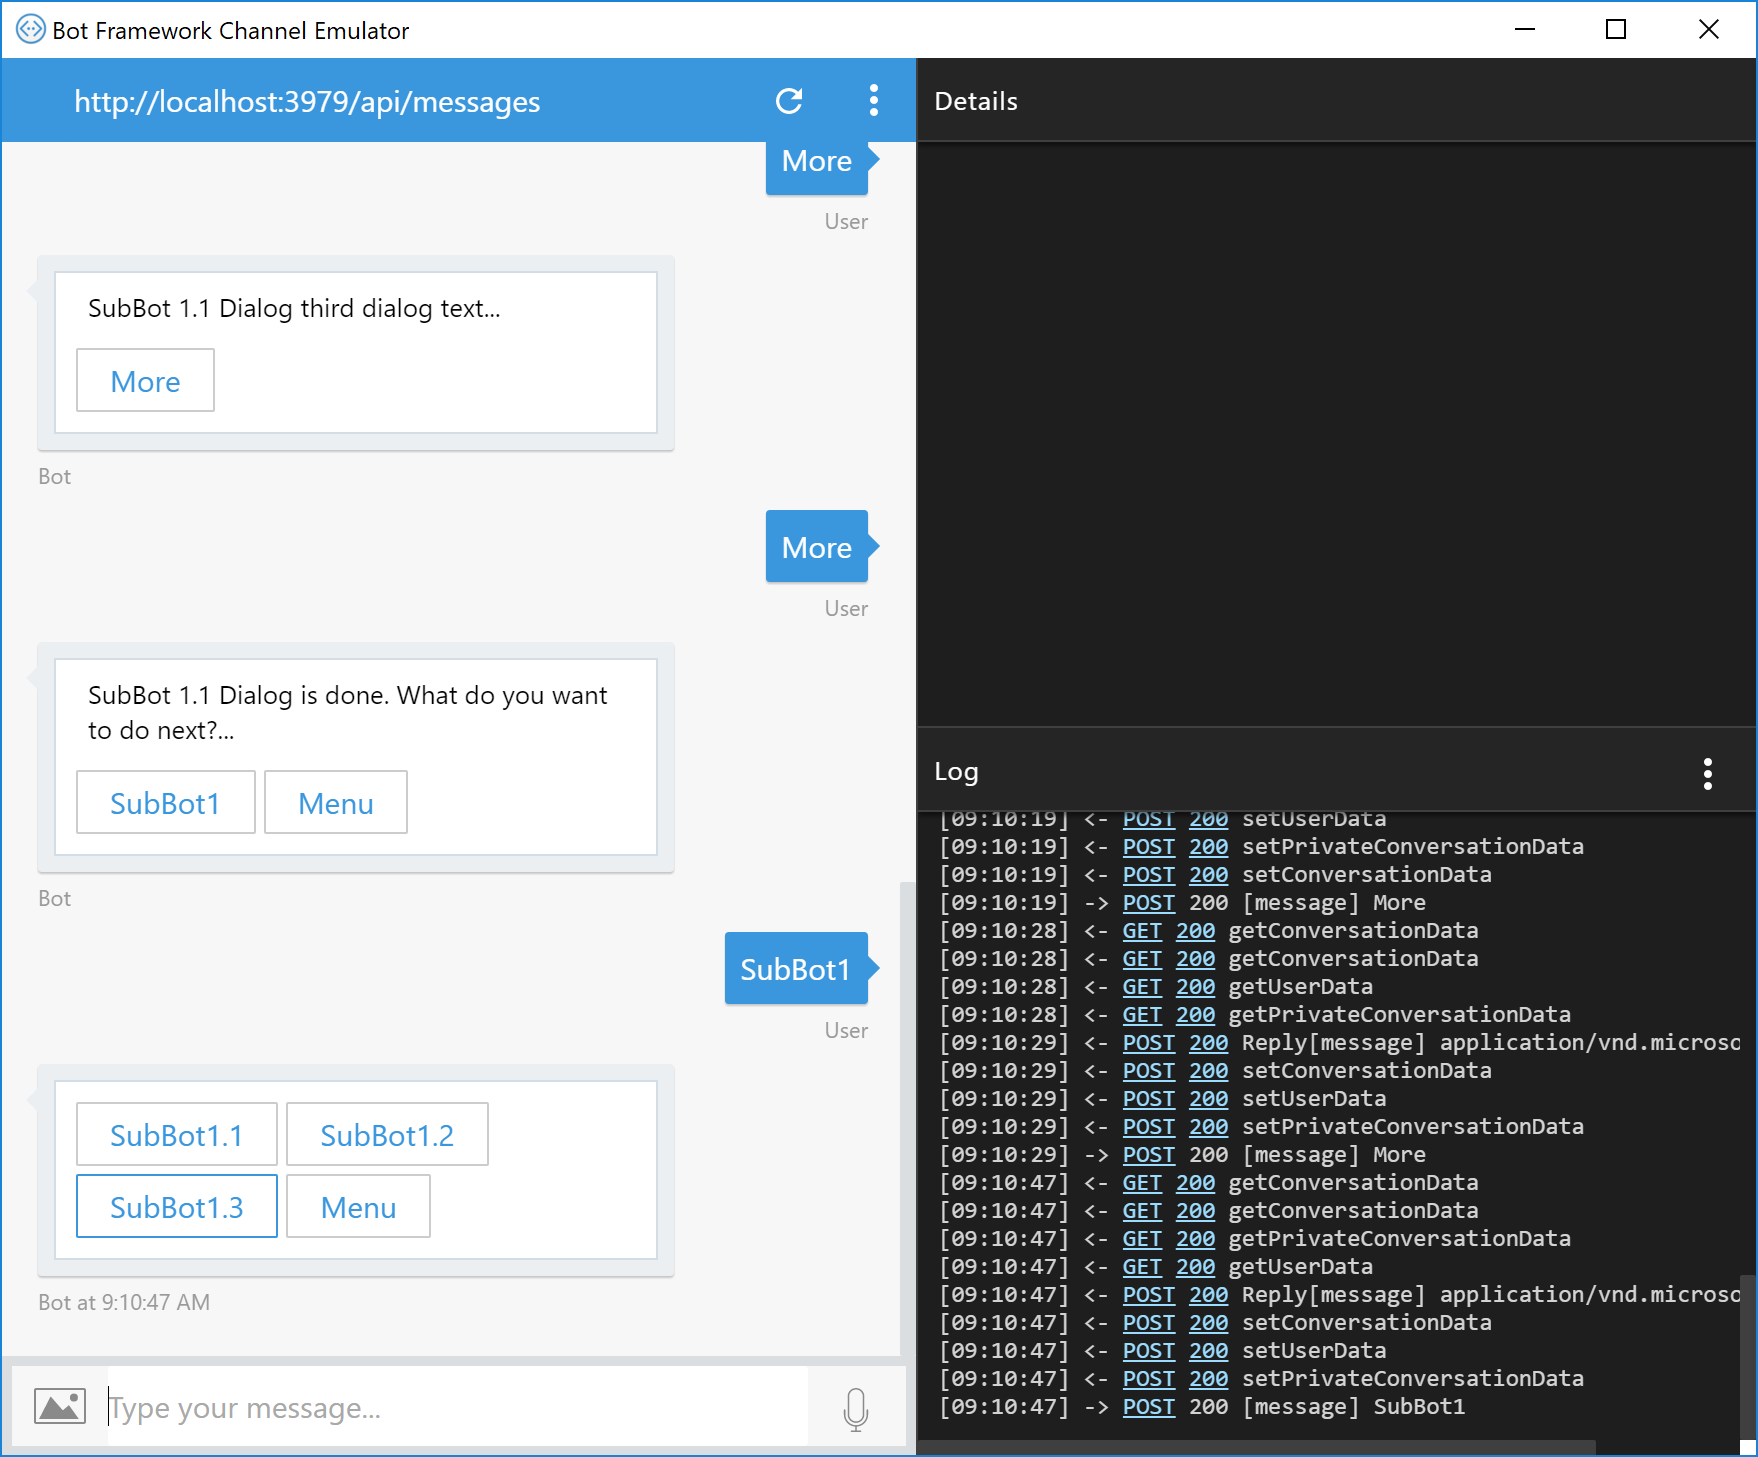 Bot Framework Channel Emulator
http://localhost:3979/api/messages
More
User
SubBot 1.1 Dialog third dialog text...
More
Bot
More
User
SubBot 1.1 Dialog is done. What do you want
to do next?...
SubBot1 Menu
Bot
SubBot1
User
SubBot1.1 SubBot1.2
SubBot1.3 Menu
Bot at 9:10:47 AM
Type your message...
Details
Log
[09:10:19] <- POST 200 setUserData
[09:10:19] <- POST 200 setPrivateConversationData
[09:10:19] <- POST 200 setConversationData
[09:10:19] -> POST 200 [message] More
[09:10:28] <- GET 200 getConversationData
[09:10:28] <- GET 200 getConversationData
[09:10:28] <- GET 200 getUserData
[09:10:28] <- GET 200 getPrivateConversationData
[09:10:29] <- POST 200 Reply[message] application/vnd.microso
[09:10:29] <- POST 200 setConversationData
[09:10:29] <- POST 200 setUserData
[09:10:29] <- POST 200 setPrivateConversationData
[09:10:29] -> POST 200 [message] More
[09:10:47] <- GET 200 getConversationData
[09:10:47] <- GET 200 getConversationData
[09:10:47] <- GET 200 getPrivateConversationData
[09:10:47] <- GET 200 getUserData
[09:10:47] <- POST 200 Reply[message] application/vnd.microso
[09:10:47] <- POST 200 setConversationData
[09:10:47] <- POST 200 setUserData
[09:10:47] <- POST 200 setPrivateConversationData
[09:10:47] -> POST 200 [message] SubBot1